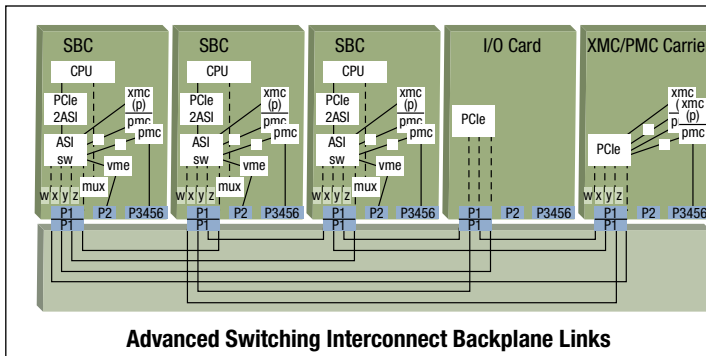 SBC
CPU
PCIe
2ASI
xmc
(p)
pmc
pmc
ASI
sw
vme
w x y z
mux
P1 P2 P3456
P1
SBC
CPU
PCIe
2ASI
xmc
(p)
pmc
pmc
ASI
sw
vme
w x y z
mux
P1 P2 P3456
P1
SBC
CPU
PCIe
2ASI
xmc
(p)
pmc
pmc
ASI
sw
vme
w x y z
mux
P1 P2 P3456
P1
I/O Card
PCIe
P1 P2 P3456
P1
XMC/PMC Carrie
xmc
(
p
xmc
(p)
pmc
PCIe
w x y z
P1 P2 P3456
P1
Advanced Switching Interconnect Backplane Links